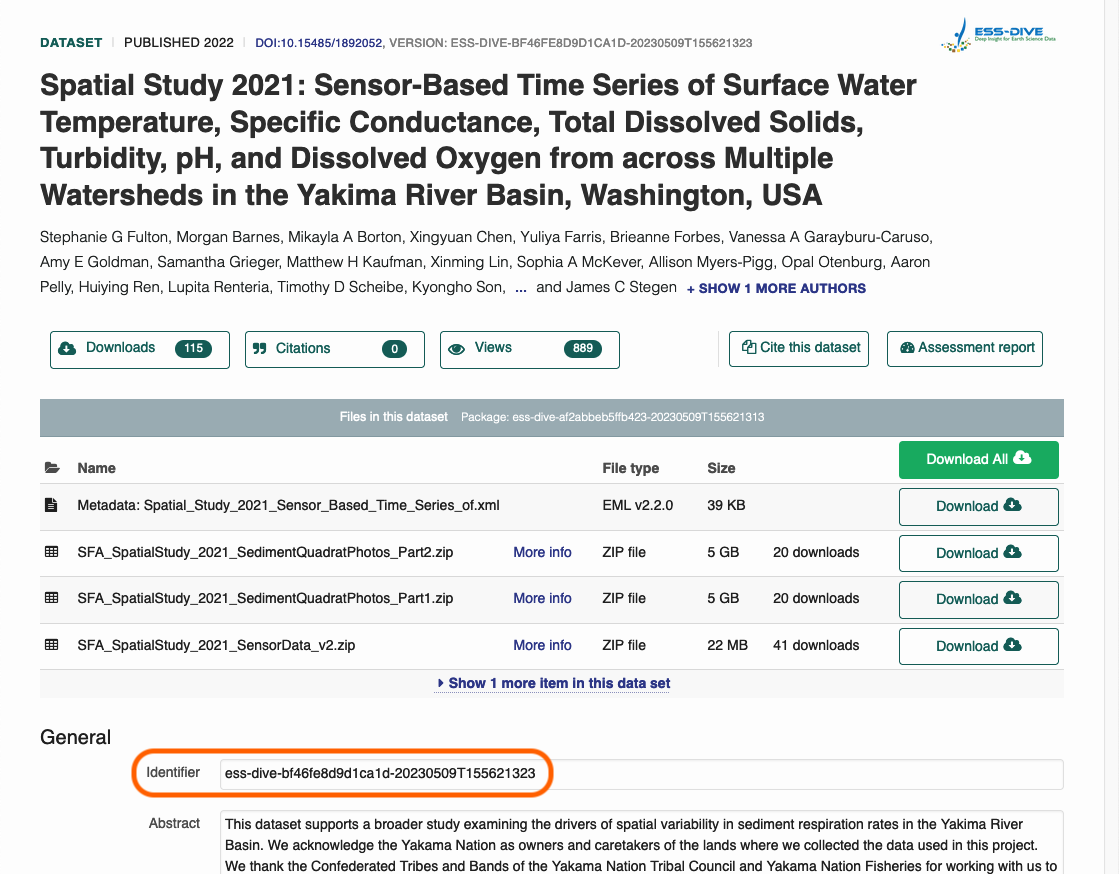 DATASET PUBLISHED 2022 DOI:10.15485/1892052, VERSION: ESS-DIVE-BF46FE8D9D1CA1D-20230509T155621323
ESS-DIVE
Deep Insight for Earth Science Data
Spatial Study 2021: Sensor-Based Time Series of Surface Water
Temperature, Specific Conductance, Total Dissolved Solids,
Turbidity, pH, and Dissolved Oxygen from across Multiple
Watersheds in the Yakima River Basin, Washington, USA
Stephanie G Fulton, Morgan Barnes, Mikayla A Borton, Xingyuan Chen, Yuliya Farris, Brieanne Forbes, Vanessa A Garayburu-Caruso,
Amy E Goldman, Samantha Grieger, Matthew H Kaufman, Xinming Lin, Sophia A McKever, Allison Myers-Pigg, Opal Otenburg, Aaron
Pelly, Huiying Ren, Lupita Renteria, Timothy D Scheibe, Kyongho Son, ... and James C Stegen + SHOW 1 MORE AUTHORS
Downloads 115 Citations 0 Views 889 Cite this dataset Assessment report
Files in this dataset Package: ess-dive-af2abbeb5ffb423-20230509T155621313
Name File type Size Download All
Metadata: Spatial_Study_2021_Sensor_Based_Time_Series_of.xml EML v2.2.0 39 KB Download
SFA_SpatialStudy_2021_SedimentQuadratPhotos_Part2.zip More info ZIP file 5 GB 20 downloads Download
SFA_SpatialStudy_2021_SedimentQuadratPhotos_Part1.zip More info ZIP file 5 GB 20 downloads Download
SFA_SpatialStudy_2021_SensorData_v2.zip More info ZIP file 22 MB 41 downloads Download
Show 1 more item in this data set
General
Identifier ess-dive-bf46fe8d9d1ca1d-20230509T155621323
Abstract This dataset supports a broader study examining the drivers of spatial variability in sediment respiration rates in the Yakima River
Basin. We acknowledge the Yakama Nation as owners and caretakers of the lands where we collected the data used in this project.
We thank the Confederated Tribes and Bands of the Yakama Nation Tribal Council and Yakama Nation Fisheries for working with us to